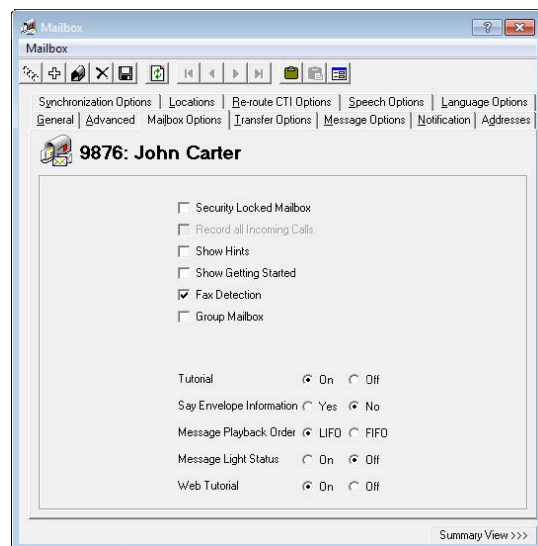 Mailbox
Mailbox
Synchronization Options Locations Re-route CTI Options Speech Options Language Options
General Advanced Mailbox Options Transfer Options Message Options Notification Addresses
9876: John Carter
Security Locked Mailbox
Record all Incoming Calls
Show Hints
Show Getting Started
Fax Detection
Group Mailbox
Tutorial On Off
Say Envelope Information Yes No
Message Playback Order LIFO FIFO
Message Light Status On Off
Web Tutorial On Off
Summary View >>>